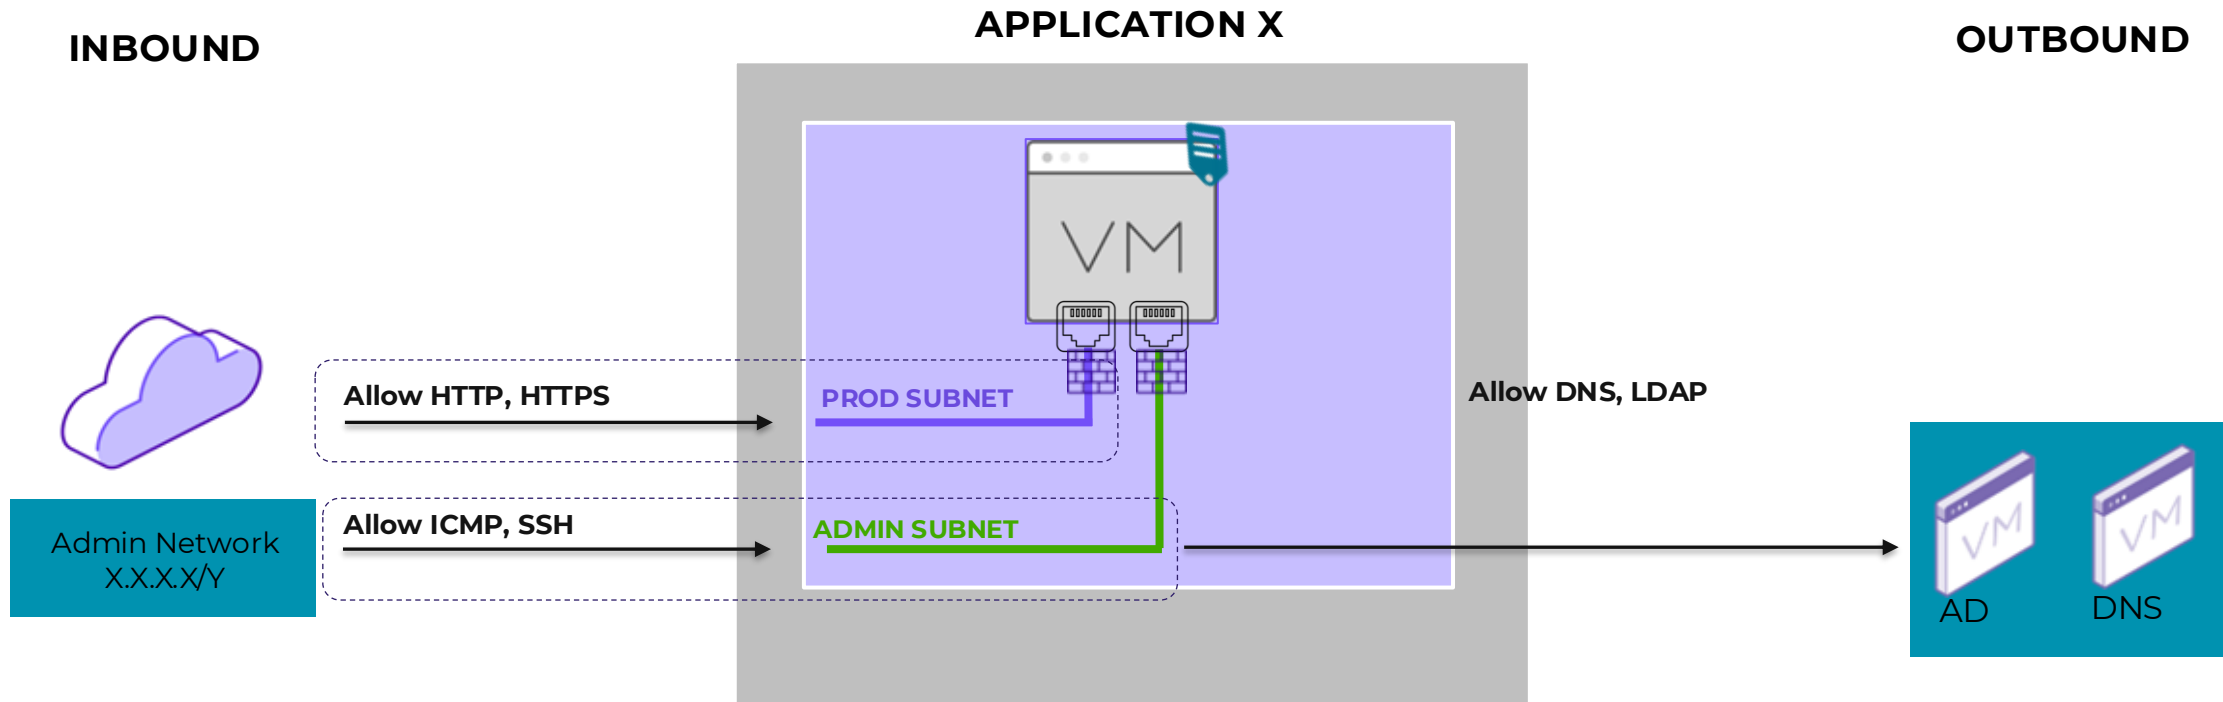 INBOUND
APPLICATION X
OUTBOUND
VM
Allow HTTP, HTTPS
PROD SUBNET
Allow DNS, LDAP
Allow ICMP, SSH
ADMIN SUBNET
Admin Network
X.X.X.X/Y
VM
VM
AD
DNS